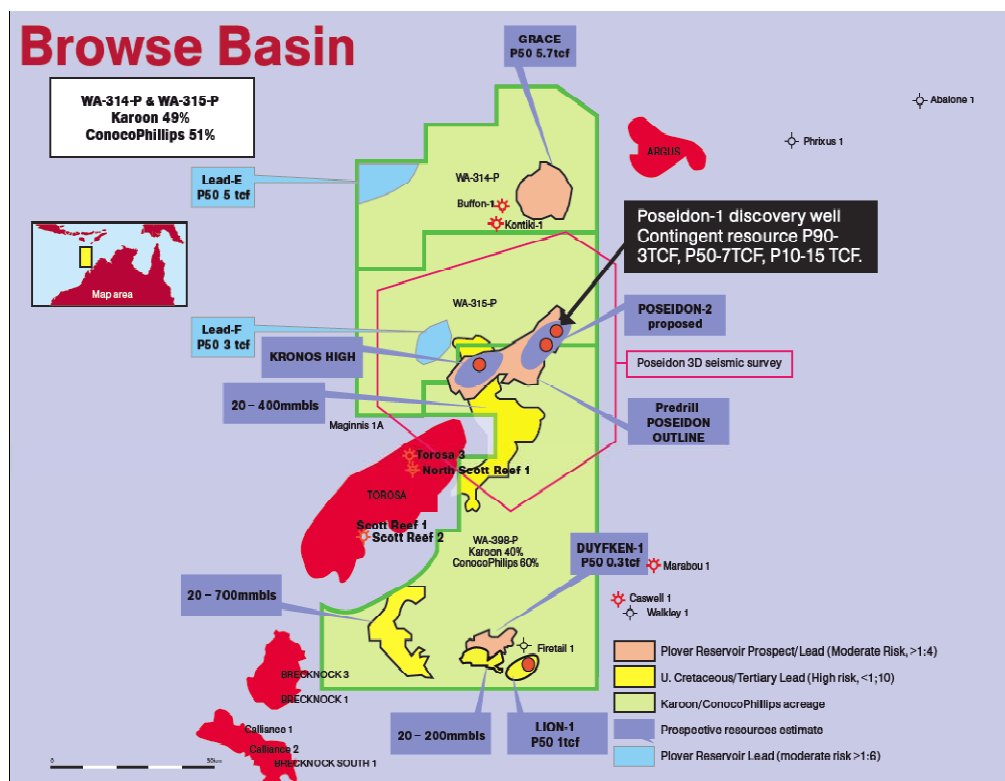 Browse Basin
WA-314-P & WA-315-P
Karoon 49%
ConocoPhillips 51%
GRACE
P50 5.7tcf
Abalone 1
Phrixus 1
ARGUS
Lead-E
P50 5 tcf
WA-314-P
Buffon-1
Kontiki-1
Poseidon-1 discovery well
Contingent resource P90-
3TCF, P50-7TCF, P10-15 TCF.
Map area
WA-315-P
POSEIDON-2
proposed
Lead-F
P50 3 tcf
KRONOS HIGH
Poseidon 3D seismic survey
20 – 400mmbls
Predrill
POSEIDON
OUTLINE
Maginnis 1A
Torosa 3
North Scott Reef 1
TOROSA
Scott Reef 1
Scott Reef 2
WA-398-P
Karoon 40%
ConocoPhilips 60%
DUYFKEN-1
P50 0.3tcf
Marabou 1
Caswell 1
Walkley 1
20 – 700mmbls
Firetail 1
Plover Reservoir Prospect/Lead (Moderate Risk, >1:4)
U. Cretaceous/Tertiary Lead (High risk, <1;10)
Karoon/ConocoPhillips acreage
Prospective resources estimate
Plover Reservoir Lead (moderate risk >1:6)
BRECKNOCK 3
BRECKNOCK 1
Calliance 1
Calliance 2
BRECKNOCK SOUTH 1
20 – 200mmbls
LION-1
P50 1tcf
0 50km